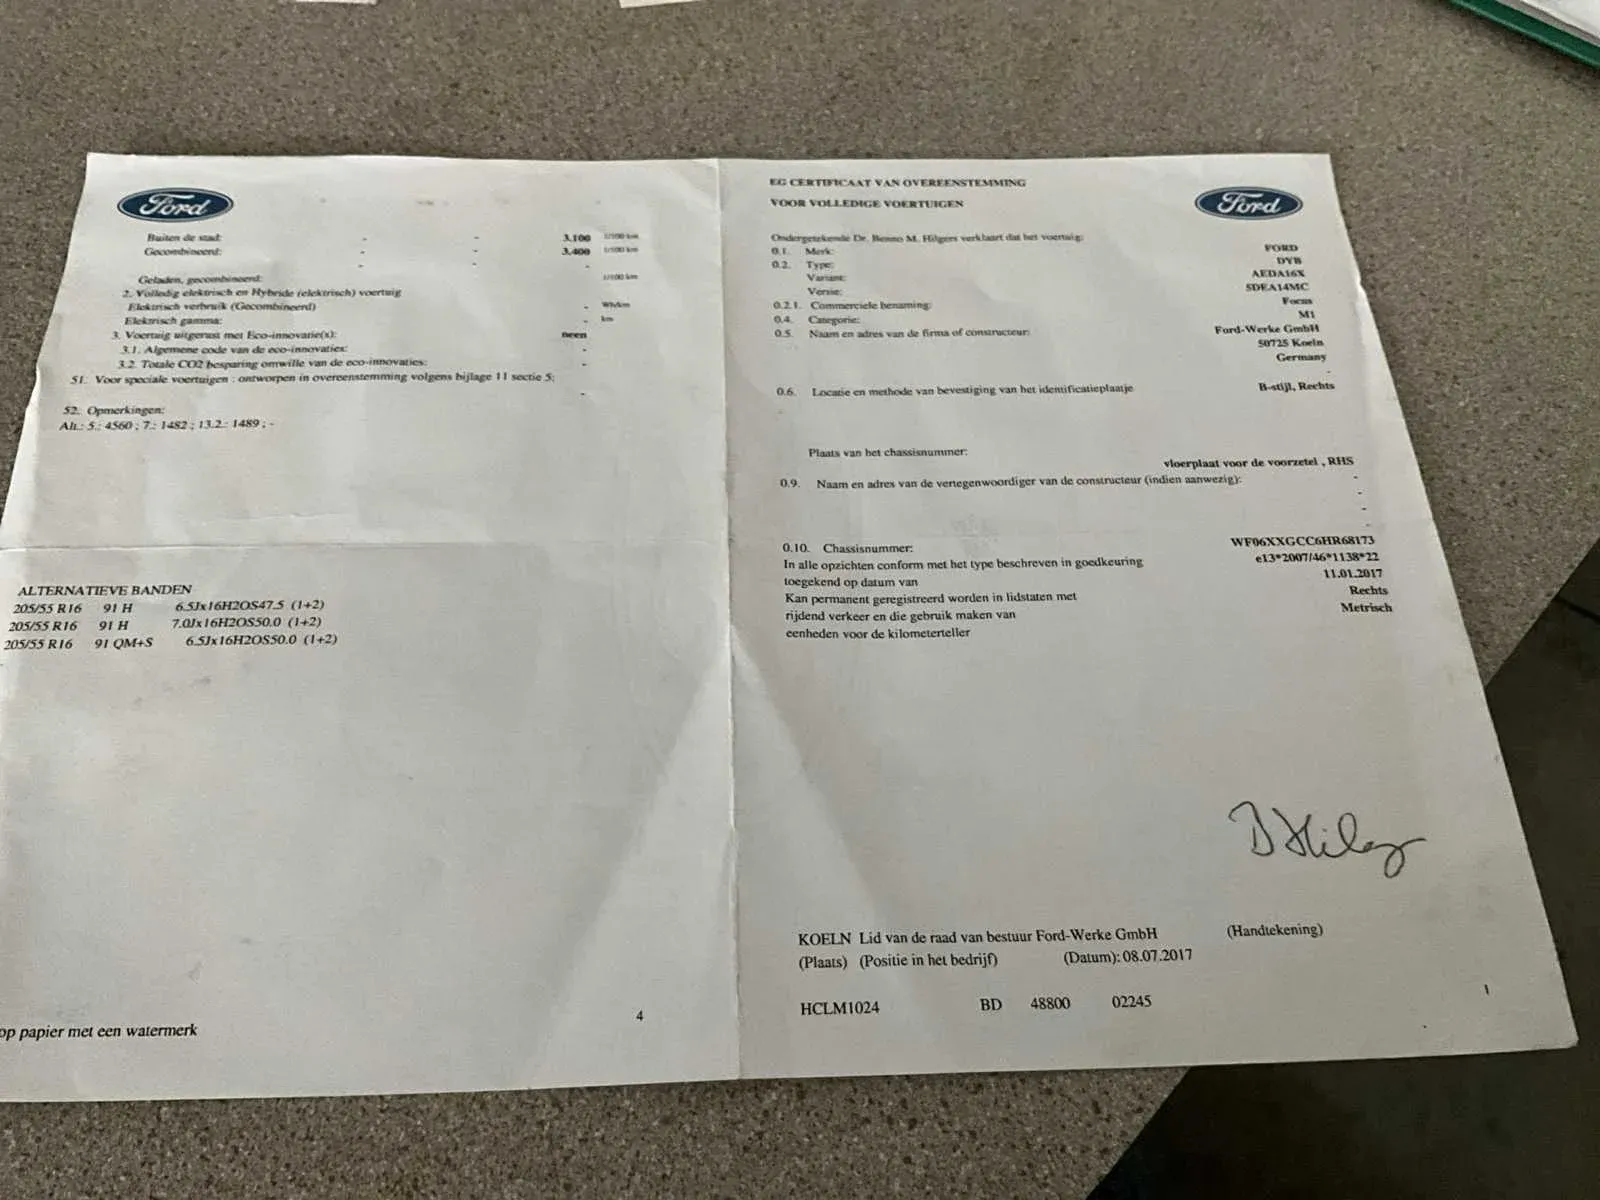 Ford
Buiten de stad: - - 3.100 l/100 km
Gecombineerd: - - 3.400 l/100 km
- - -
Geladen, gecombineerd: l/100 km
2. Volledig elektrisch en Hybride (elektrisch) voertuig
Elektrisch verbruik (Gecombineerd) - Wh/km
Elektrisch gamma: - km
3. Voertuig uitgerust met Eco-innovatie(s): neen
3.1. Algemene code van de eco-innovaties: -
3.2. Totale CO2 besparing omwille van de eco-innovaties: -
51. Voor speciale voertuigen : ontworpen in overeenstemming volgens bijlage 11 sectie 5:
-
52. Opmerkingen:
Alt.: 5.: 4560 ; 7.: 1482 ; 13.2.: 1489 ; -
ALTERNATIEVE BANDEN
205/55 R16 91 H 6.5Jx16H2OS47.5 (1+2)
205/55 R16 91 H 7.0Jx16H2OS50.0 (1+2)
205/55 R16 91 QM+S 6.5Jx16H2OS50.0 (1+2)
4
op papier met een watermerk
EG CERTIFICAAT VAN OVEREENSTEMMING
VOOR VOLLEDIGE VOERTUIGEN
Ford
Ondergetekende Dr. Benno M. Hilgers verklaart dat het voertuig:
0.1. Merk: FORD
0.2. Type: DYB
Variant: AEDA16X
Versie: 5DEA14MC
0.2.1. Commerciele benaming: Focus
0.4. Categorie: M1
0.5. Naam en adres van de firma of constructeur: Ford-Werke GmbH
50725 Koeln
Germany
-
0.6. Locatie en methode van bevestiging van het identificatieplaatje B-stijl, Rechts
Plaats van het chassisnummer:
vloerplaat voor de voorzetel , RHS
0.9. Naam en adres van de vertegenwoordiger van de constructeur (indien aanwezig): -
-
-
-
0.10. Chassisnummer: WF06XXGCC6HR68173
In alle opzichten conform met het type beschreven in goedkeuring e13*2007/46*1138*22
toegekend op datum van 11.01.2017
Kan permanent geregistreerd worden in lidstaten met Rechts
rijdend verkeer en die gebruik maken van Metrisch
eenheden voor de kilometerteller
KOELN Lid van de raad van bestuur Ford-Werke GmbH (Handtekening)
(Plaats) (Positie in het bedrijf) (Datum): 08.07.2017
HCLM1024 BD 48800 02245
1